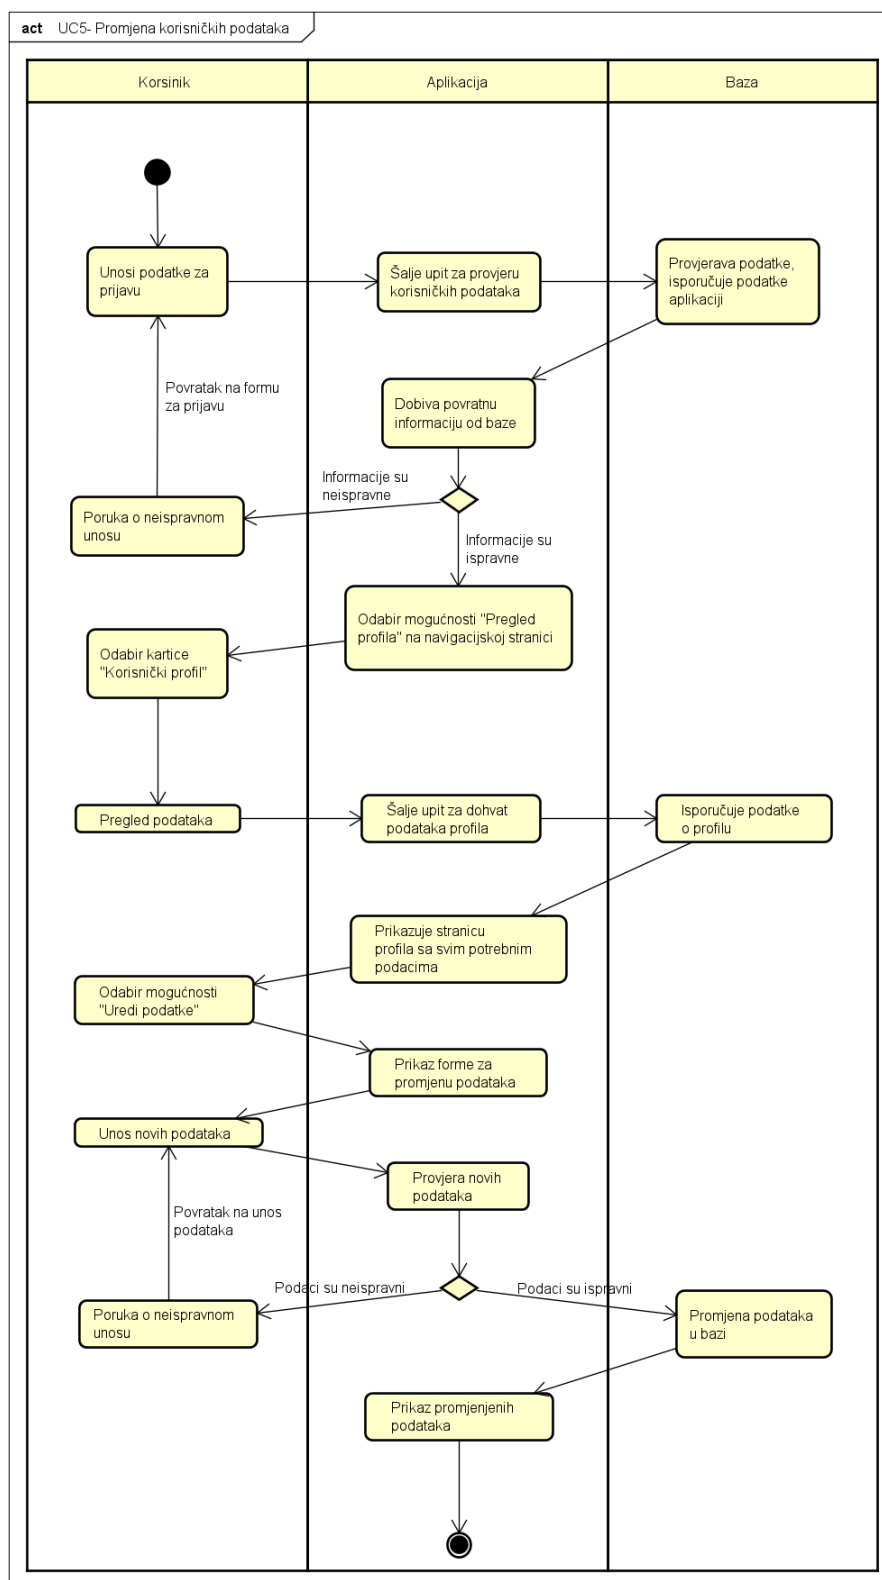 act UC5- Promjena korisničkih podataka
Korsinik
Aplikacija
Baza
Unosi podatke za
prijavu
Šalje upit za provjeru
korisničkih podataka
Provjerava podatke,
isporučuje podatke
aplikaciji
Povratak na formu
za prijavu
Dobiva povratnu
informaciju od baze
Informacije su
neispravne
Poruka o neispravnom
unosu
Informacije su
ispravne
Odabir mogućnosti "Pregled
profila" na navigacijskoj stranici
Odabir kartice
"Korisnički profil"
Pregled podataka
Šalje upit za dohvat
podataka profila
Isporučuje podatke
o profilu
Prikazuje stranicu
profila sa svim potrebnim
podacima
Odabir mogućnosti
"Uredi podatke"
Prikaz forme za
promjenu podataka
Unos novih podataka
Provjera novih
podataka
Povratak na unos
podataka
Podaci su neispravni
Podaci su ispravni
Poruka o neispravnom
unosu
Promjena podataka
u bazi
Prikaz promjenjenih
podataka